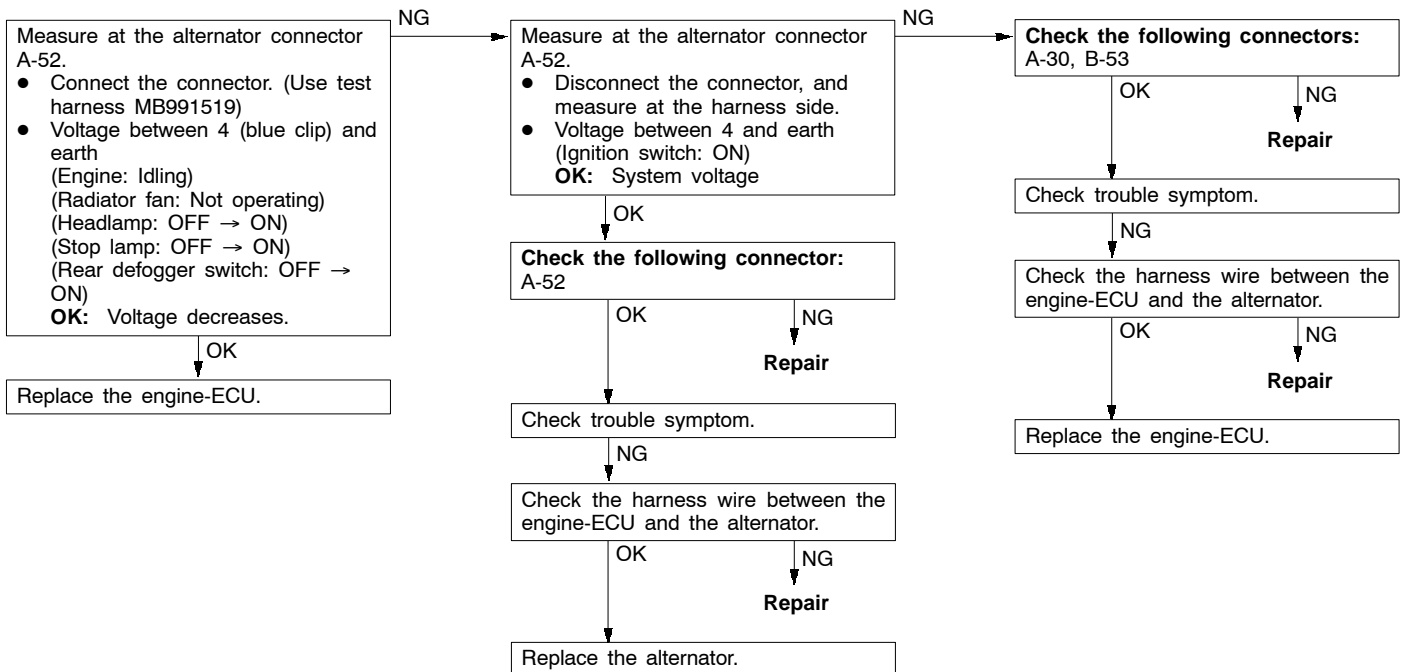 Measure at the alternator connector
A-52.
● Connect the connector. (Use test
harness MB991519)
● Voltage between 4 (blue clip) and
earth
(Engine: Idling)
(Radiator fan: Not operating)
(Headlamp: OFF → ON)
(Stop lamp: OFF → ON)
(Rear defogger switch: OFF →
ON)
OK: Voltage decreases.
OK
Replace the engine-ECU.
NG
Measure at the alternator connector
A-52.
● Disconnect the connector, and
measure at the harness side.
● Voltage between 4 and earth
(Ignition switch: ON)
OK: System voltage
OK
Check the following connector:
A-52
OK
NG
Repair
Check trouble symptom.
NG
Check the harness wire between the
engine-ECU and the alternator.
OK
NG
Repair
Replace the alternator.
NG
Check the following connectors:
A-30, B-53
OK
NG
Repair
Check trouble symptom.
NG
Check the harness wire between the
engine-ECU and the alternator.
OK
NG
Repair
Replace the engine-ECU.